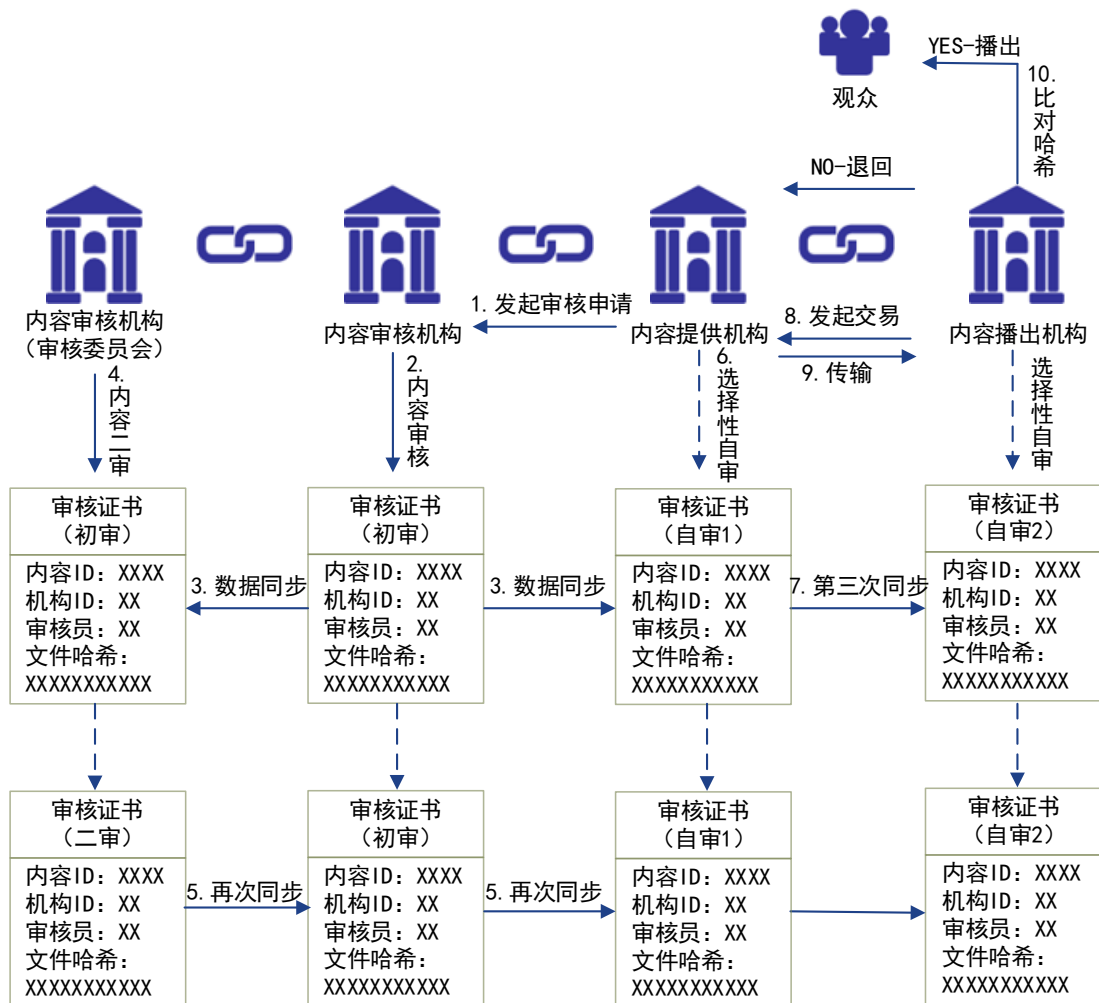 YES-播出
10.比对哈希
观众
NO-退回
1.发起审核申请
8.发起交易
内容审核机构
(审核委员会)
内容审核机构
内容提供机构
内容播出机构
9.传输
4.内容二审
2.内容审核
6.选择性自审
选择性自审
审核证书
(初审)
内容ID: XXXX
机构ID: XX
审核员: XX
文件哈希:
XXXXXXXXXXX
3.数据同步
审核证书
(初审)
内容ID: XXXX
机构ID: XX
审核员: XX
文件哈希:
XXXXXXXXXXX
3.数据同步
审核证书
(自审1)
内容ID: XXXX
机构ID: XX
审核员: XX
文件哈希:
XXXXXXXXXXX
7.第三次同步
审核证书
(自审2)
内容ID: XXXX
机构ID: XX
审核员: XX
文件哈希:
XXXXXXXXXXX
审核证书
(二审)
内容ID: XXXX
机构ID: XX
审核员: XX
文件哈希:
XXXXXXXXXXX
5.再次同步
审核证书
(初审)
内容ID: XXXX
机构ID: XX
审核员: XX
文件哈希:
XXXXXXXXXXX
5.再次同步
审核证书
(自审1)
内容ID: XXXX
机构ID: XX
审核员: XX
文件哈希:
XXXXXXXXXXX
审核证书
(自审2)
内容ID: XXXX
机构ID: XX
审核员: XX
文件哈希:
XXXXXXXXXXX